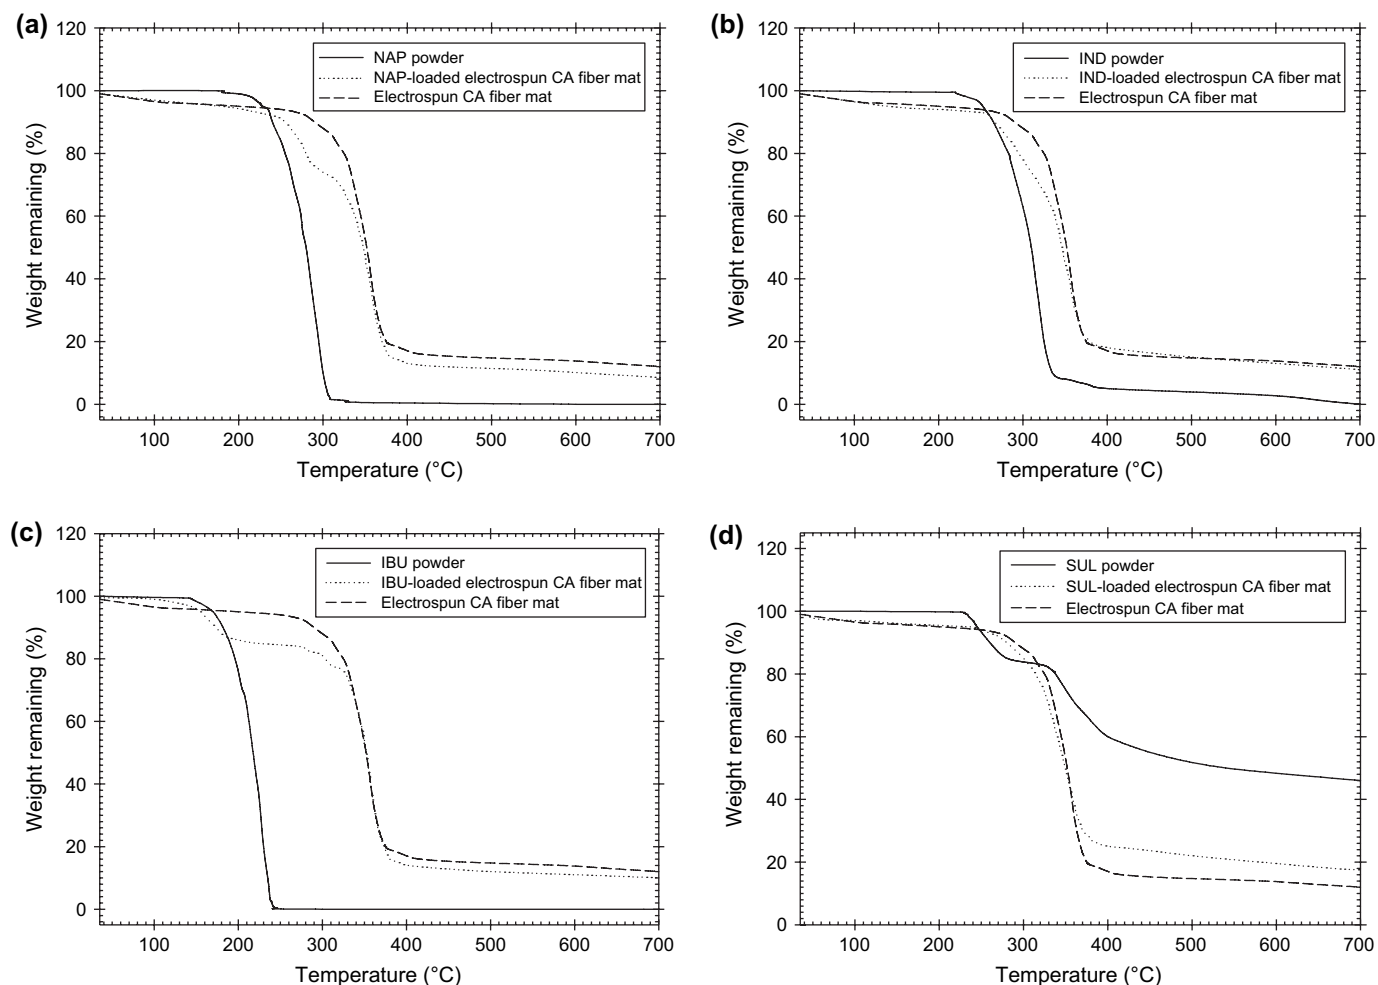 (a)
120
100
80
60
40
20
0
Weight remaining (%)
NAP powder
NAP-loaded electrospun CA fiber mat
Electrospun CA fiber mat
100 200 300 400 500 600 700
Temperature (°C)
(b)
120
100
80
60
40
20
0
Weight remaining (%)
IND powder
IND-loaded electrospun CA fiber mat
Electrospun CA fiber mat
100 200 300 400 500 600 700
Temperature (°C)
(c)
120
100
80
60
40
20
0
Weight remaining (%)
IBU powder
IBU-loaded electrospun CA fiber mat
Electrospun CA fiber mat
100 200 300 400 500 600 700
Temperature (°C)
(d)
120
100
80
60
40
20
0
Weight remaining (%)
SUL powder
SUL-loaded electrospun CA fiber mat
Electrospun CA fiber mat
100 200 300 400 500 600 700
Temperature (°C)